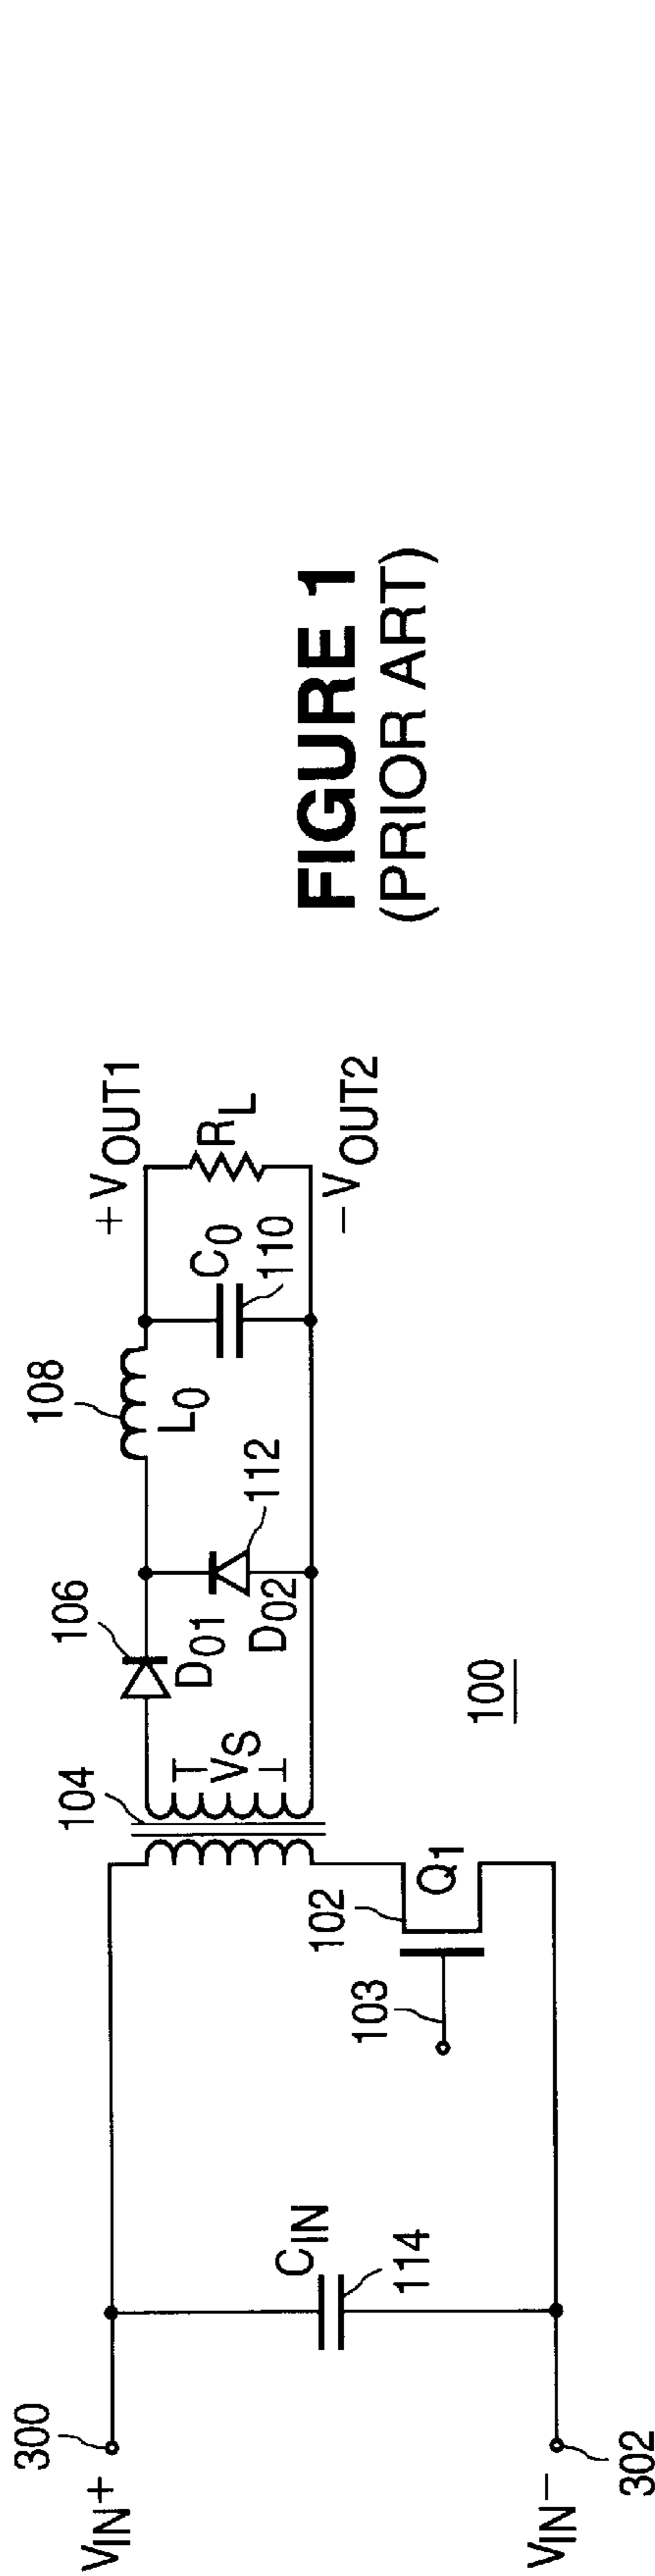 VIN+
300
CIN
114
VIN−
302
104
VS
102
103
Q1
100
106
D01
D02
112
108
L0
C0
110
RL
+VOUT1
−VOUT2
FIGURE 1
(PRIOR ART)